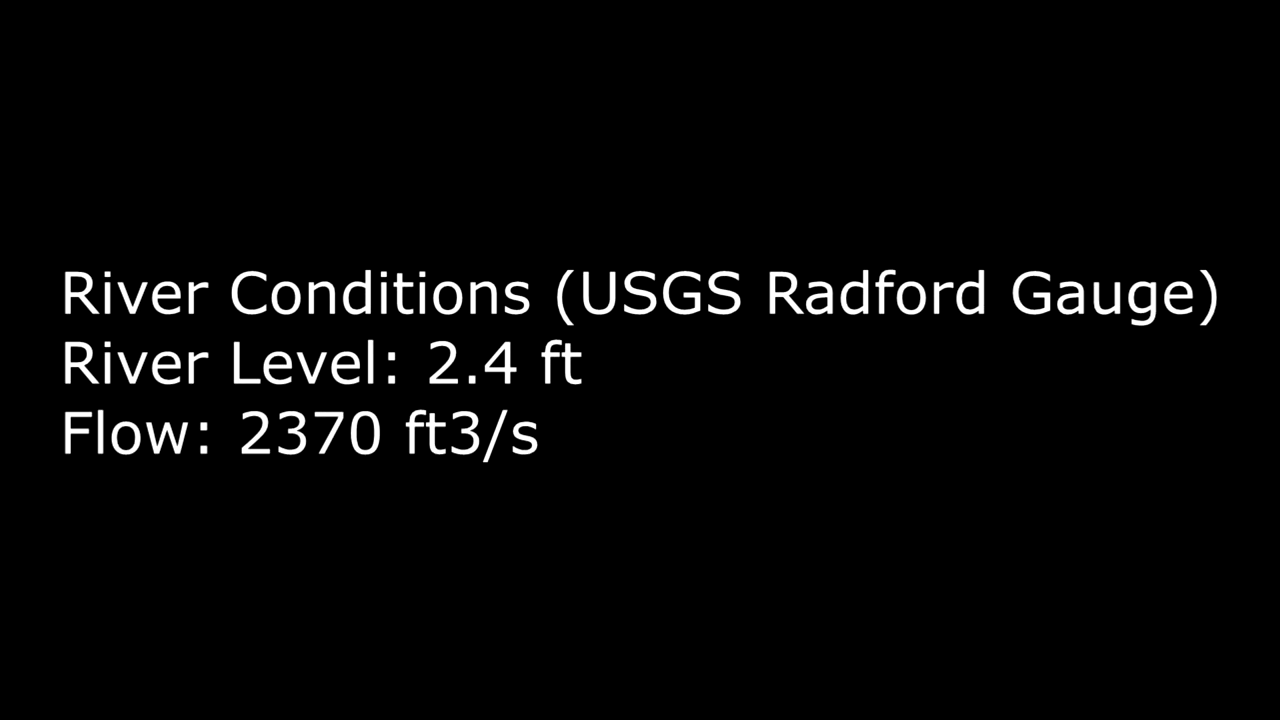 River Conditions (USGS Radford Gauge)
River Level: 2.4 ft
Flow: 2370 ft3/s